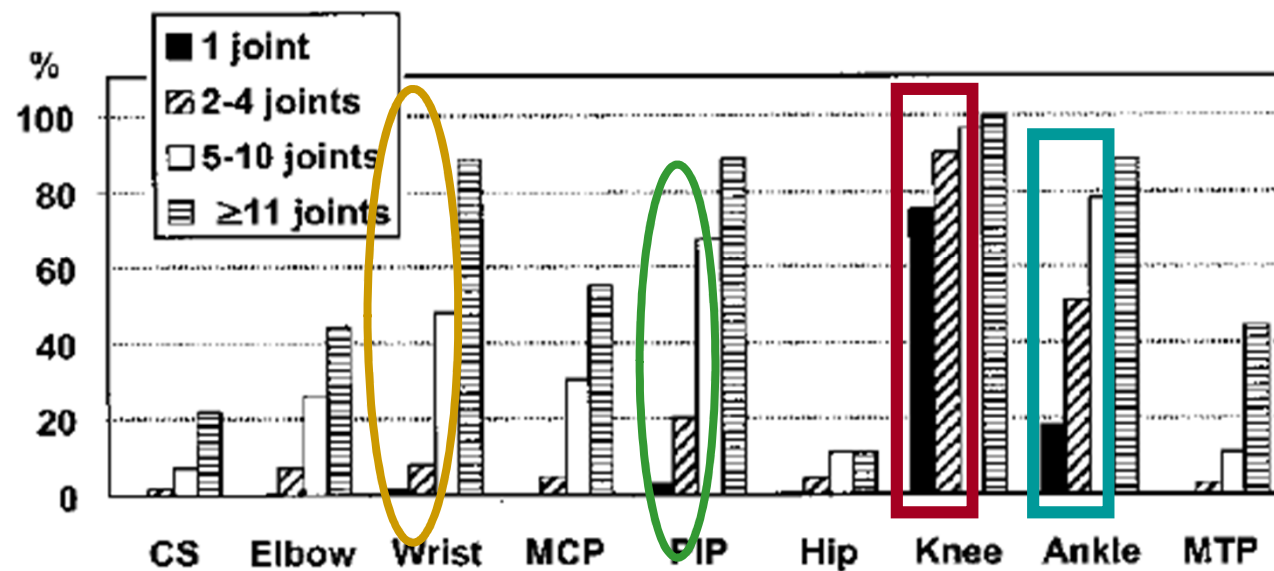 %
100
80
60
40
20
0
1 joint
2-4 joints
5-10 joints
≥11 joints
CS Elbow Wrist MCP PIP Hip Knee Ankle MTP